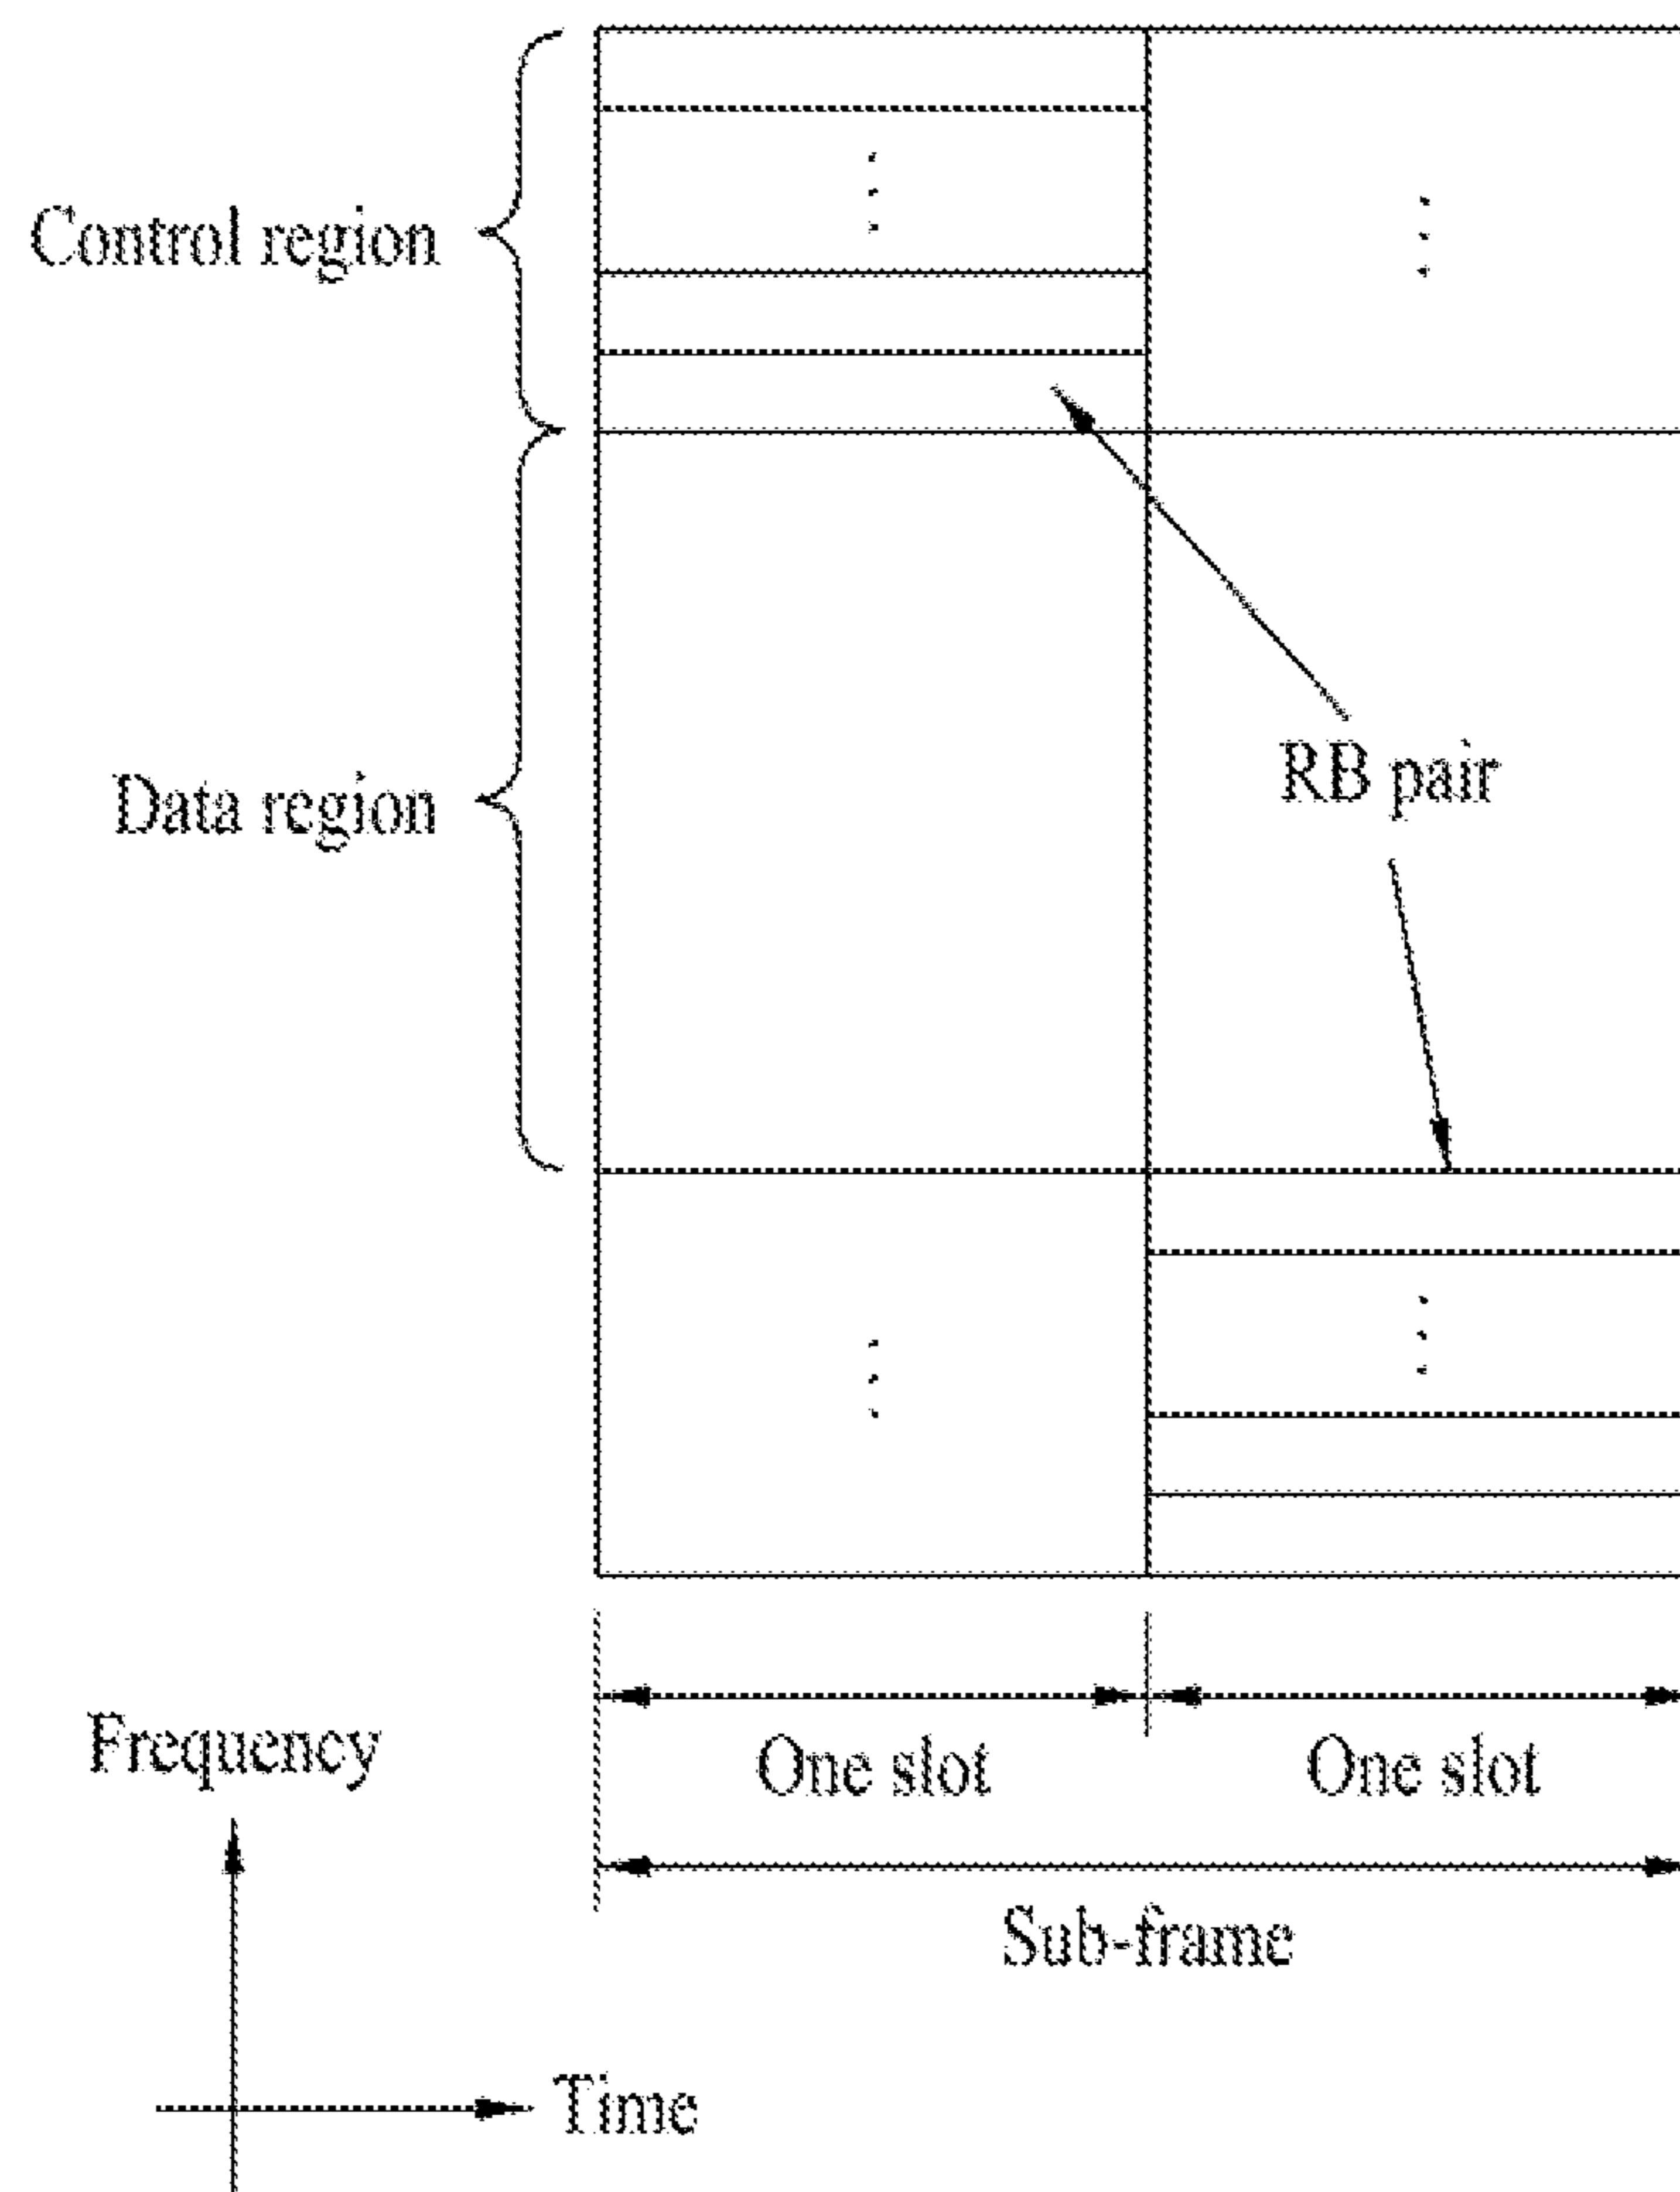 Control region
RB pair
Data region
One slot
One slot
Frequency
Sub-frame
Time